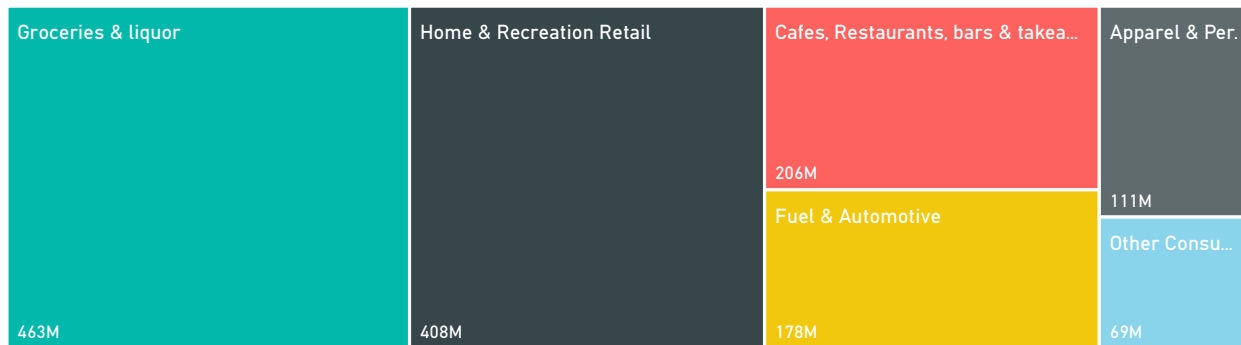 Groceries & liquor
463M
Home & Recreation Retail
408M
Cafes, Restaurants, bars & takea...
206M
Fuel & Automotive
178M
Apparel & Per.
111M
Other Consu...
69M